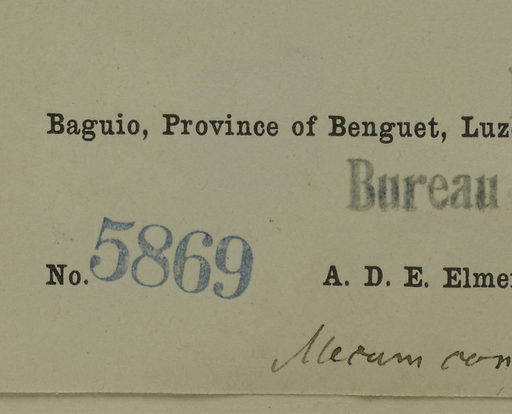 Baguio, Province of Benguet, Luz
Bureau
No. 5869 A. D. E. Elmer